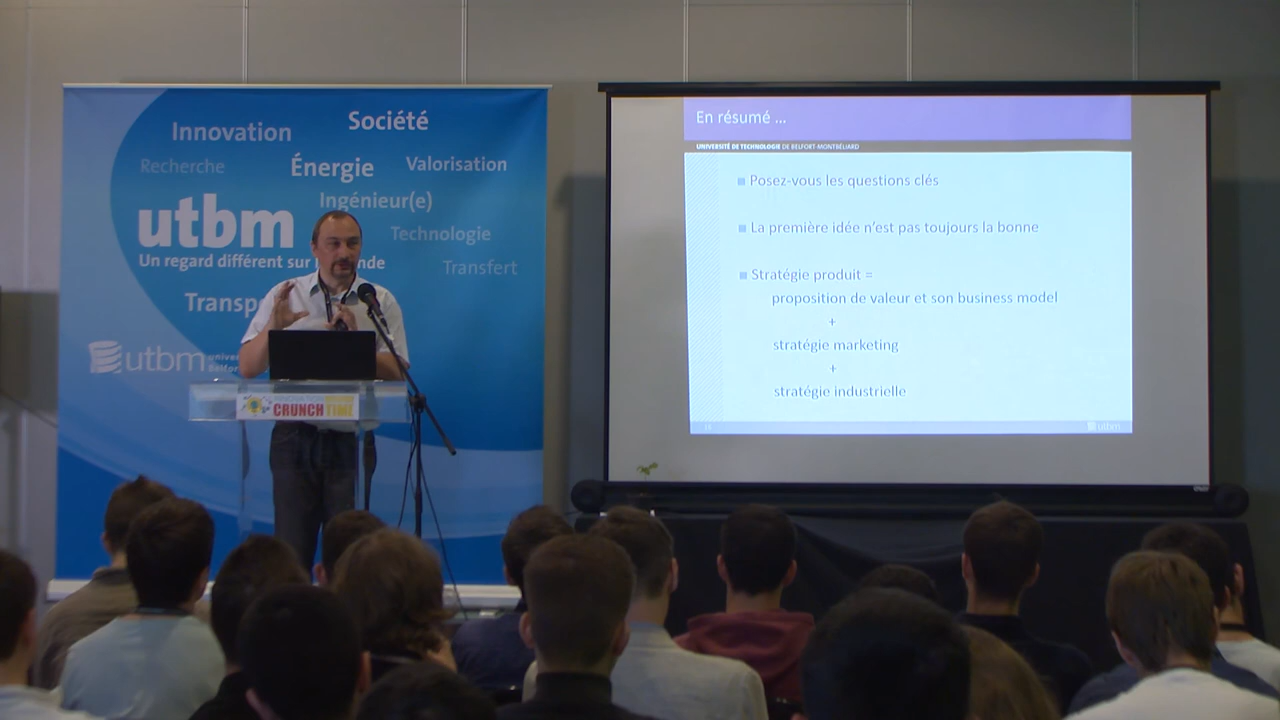 Société
Innovation
Recherche
Énergie
Valorisation
Ingénieur(e)
utbm
Technologie
Un regard différent sur
nde
Transfert
Transpo
utbm
CRUNCH TIME
En résumé ...
UNIVERSITÉ DE TECHNOLOGIE DE BELFORT-MONTBÉLIARD
Posez-vous les questions clés
La première idée n'est pas toujours la bonne
Stratégie produit =
proposition de valeur et son business model
+
stratégie marketing
+
stratégie industrielle
utbm